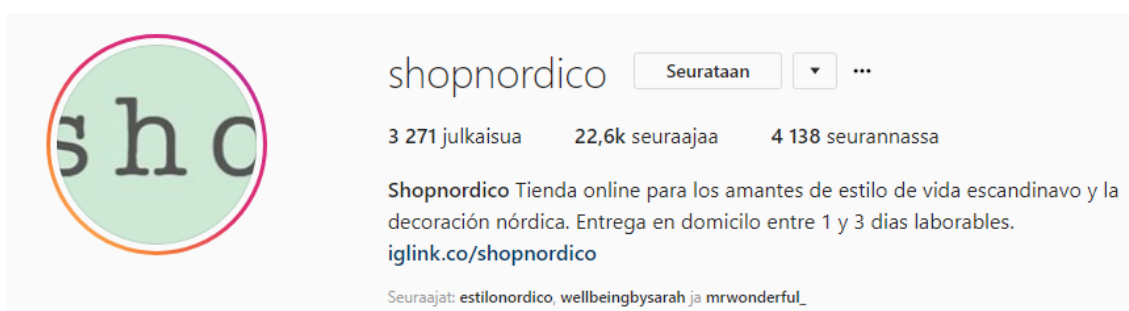 sho
shopnordico Seurataan
3 271 julkaisua 22,6k seuraajaa 4 138 seurannassa
Shopnordico Tienda online para los amantes de estilo de vida escandinavo y la
decoración nórdica. Entrega en domicilo entre 1 y 3 dias laborables.
iglink.co/shopnordico
Seuraajat: estilonordico, wellbeingbysarah ja mrwonderful_